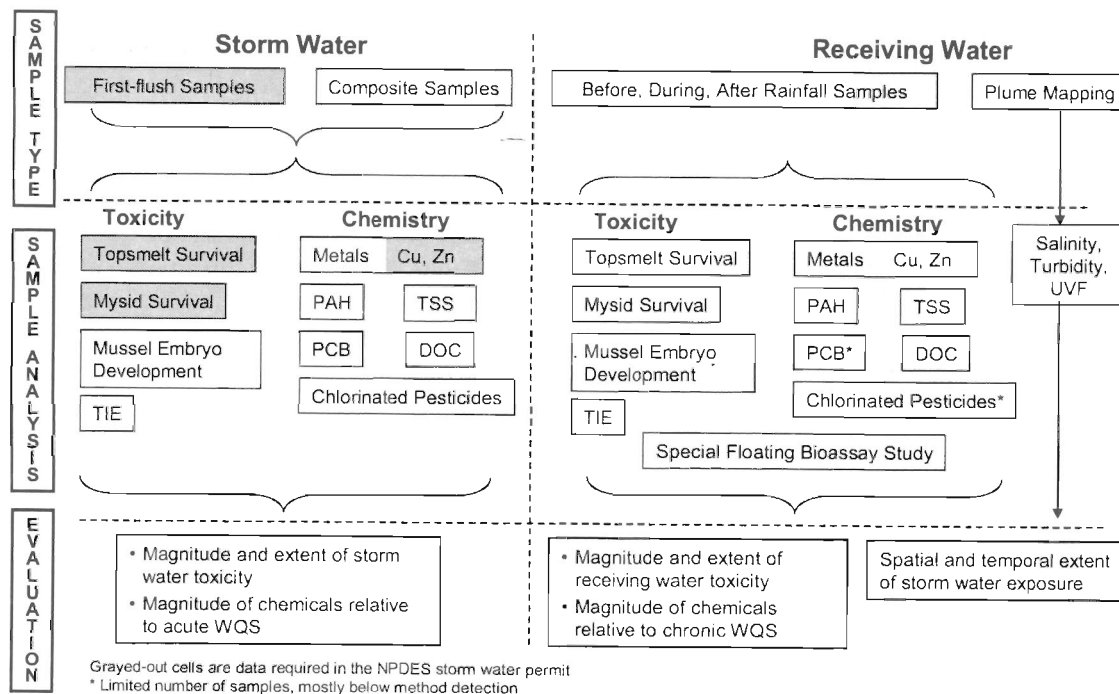 SAMPLE TYPE
Storm Water
Receiving Water
First-flush Samples
Composite Samples
Before, During, After Rainfall Samples
Plume Mapping
SAMPLE ANALYSIS
Toxicity
Chemistry
Topsmelt Survival
Metals Cu, Zn
Mysid Survival
PAH
TSS
Mussel Embryo
Development
PCB
DOC
TIE
Chlorinated Pesticides
Toxicity
Chemistry
Topsmelt Survival
Metals Cu, Zn
Mysid Survival
PAH
TSS
Mussel Embryo
Development
PCB*
DOC
TIE
Chlorinated Pesticides*
Special Floating Bioassay Study
Salinity,
Turbidity,
UVF
EVALUATION
• Magnitude and extent of storm
water toxicity
• Magnitude of chemicals relative
to acute WQS
• Magnitude and extent of
receiving water toxicity
• Magnitude of chemicals
relative to chronic WQS
Spatial and temporal extent
of storm water exposure
Grayed-out cells are data required in the NPDES storm water permit
* Limited number of samples, mostly below method detection